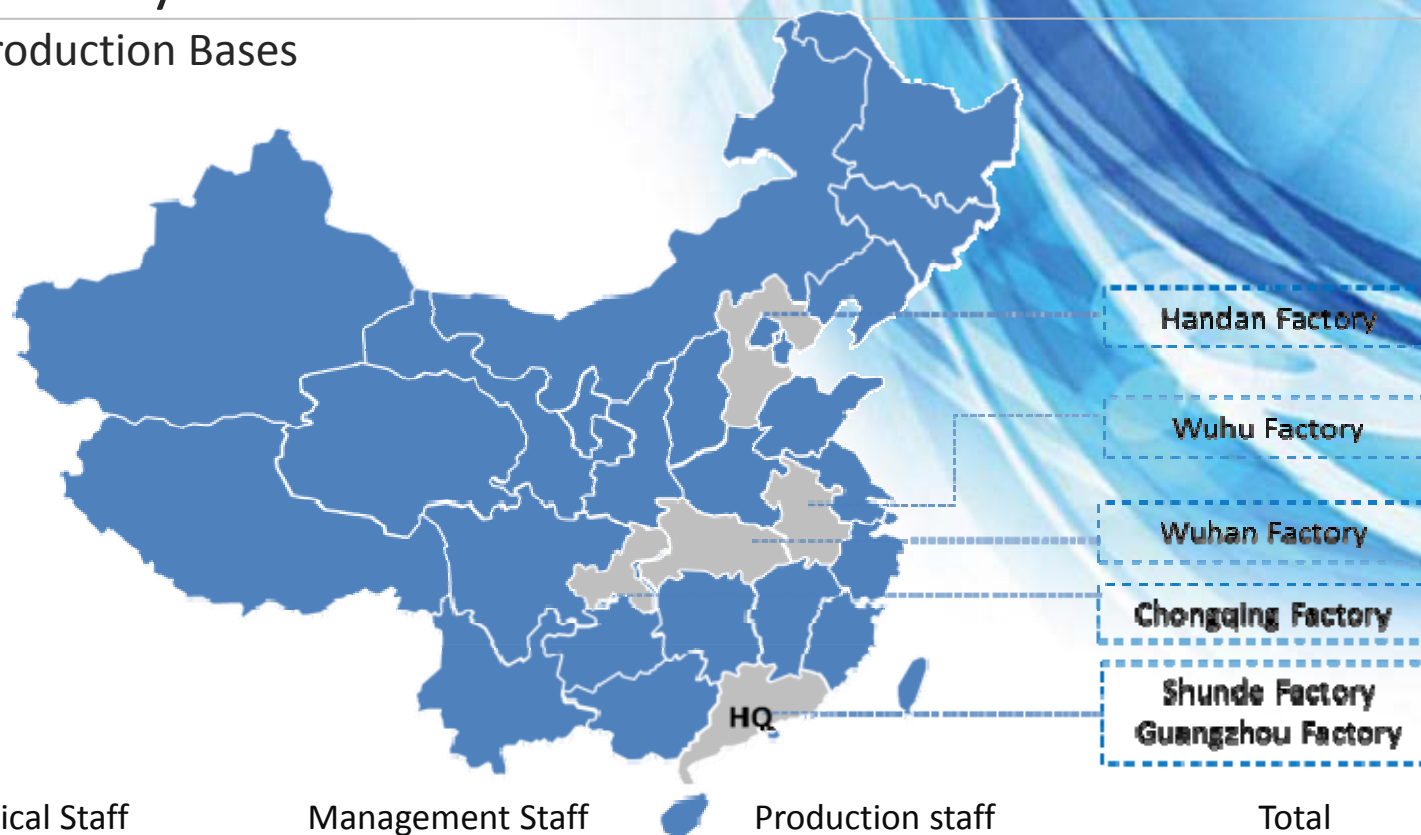 roduction Bases
Handan Factory
Wuhu Factory
Wuhan Factory
Chongqing Factory
Shunde Factory
Guangzhou Factory
HQ
ical Staff Management Staff Production staff Total